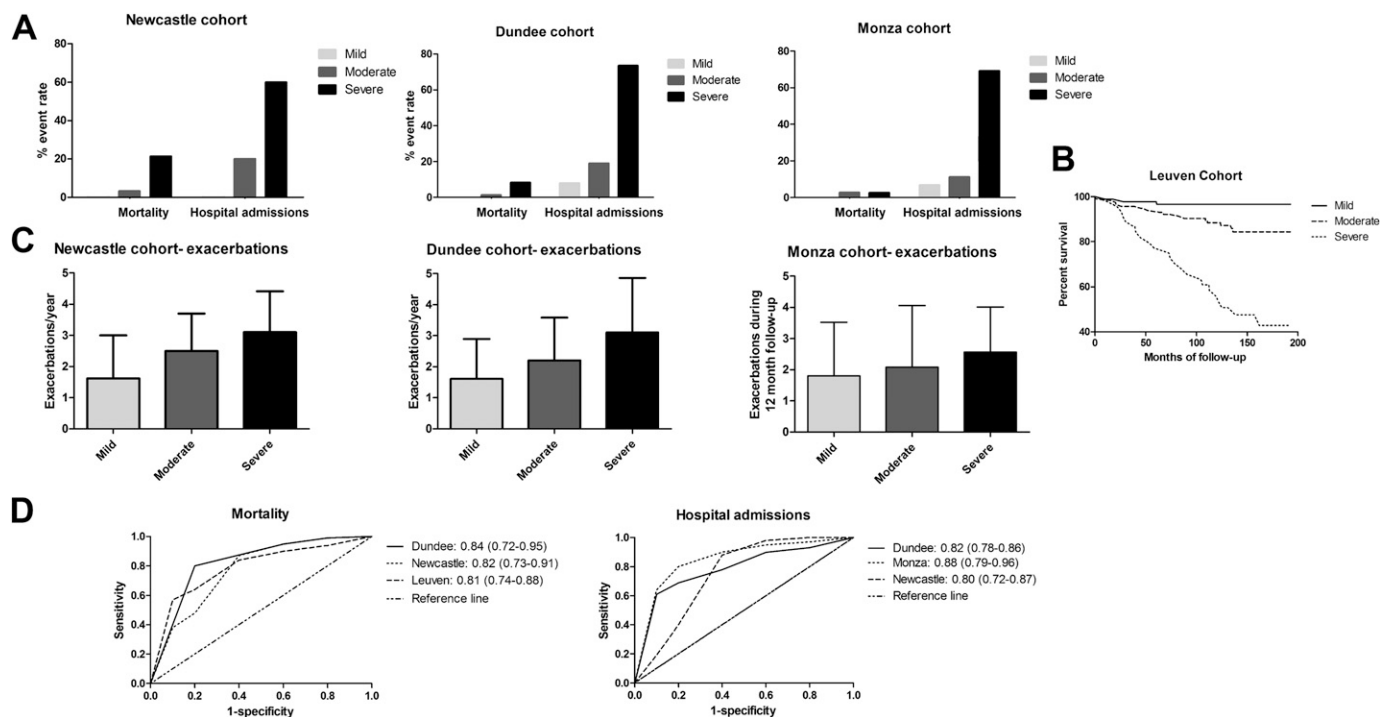 A
Newcastle cohort
% event rate
80
60
40
20
0
Mortality
Hospital admissions
Mild
Moderate
Severe
Dundee cohort
% event rate
80
60
40
20
0
Mortality
Hospital admissions
Mild
Moderate
Severe
Monza cohort
80
60
40
20
0
Mortality
Hospital admissions
Mild
Moderate
Severe
B
Leuven Cohort
Percent survival
100
80
60
40
0
50
100
150
200
Months of follow-up
Mild
Moderate
Severe
C
Newcastle cohort- exacerbations
Exacerbations/year
5
4
3
2
1
0
Mild
Moderate
Severe
Dundee cohort- exacerbations
Exacerbations/year
5
4
3
2
1
0
Mild
Moderate
Severe
Monza cohort- exacerbations
Exacerbations during
12 month follow-up
5
4
3
2
1
0
Mild
Moderate
Severe
D
Mortality
Sensitivity
1.0
0.8
0.6
0.4
0.2
0.0
0.0
0.2
0.4
0.6
0.8
1.0
1-specificity
Dundee: 0.84 (0.72-0.95)
Newcastle: 0.82 (0.73-0.91)
Leuven: 0.81 (0.74-0.88)
Reference line
Hospital admissions
Sensitivity
1.0
0.8
0.6
0.4
0.2
0.0
0.0
0.2
0.4
0.6
0.8
1.0
1-specificity
Dundee: 0.82 (0.78-0.86)
Monza: 0.88 (0.79-0.96)
Newcastle: 0.80 (0.72-0.87)
Reference line